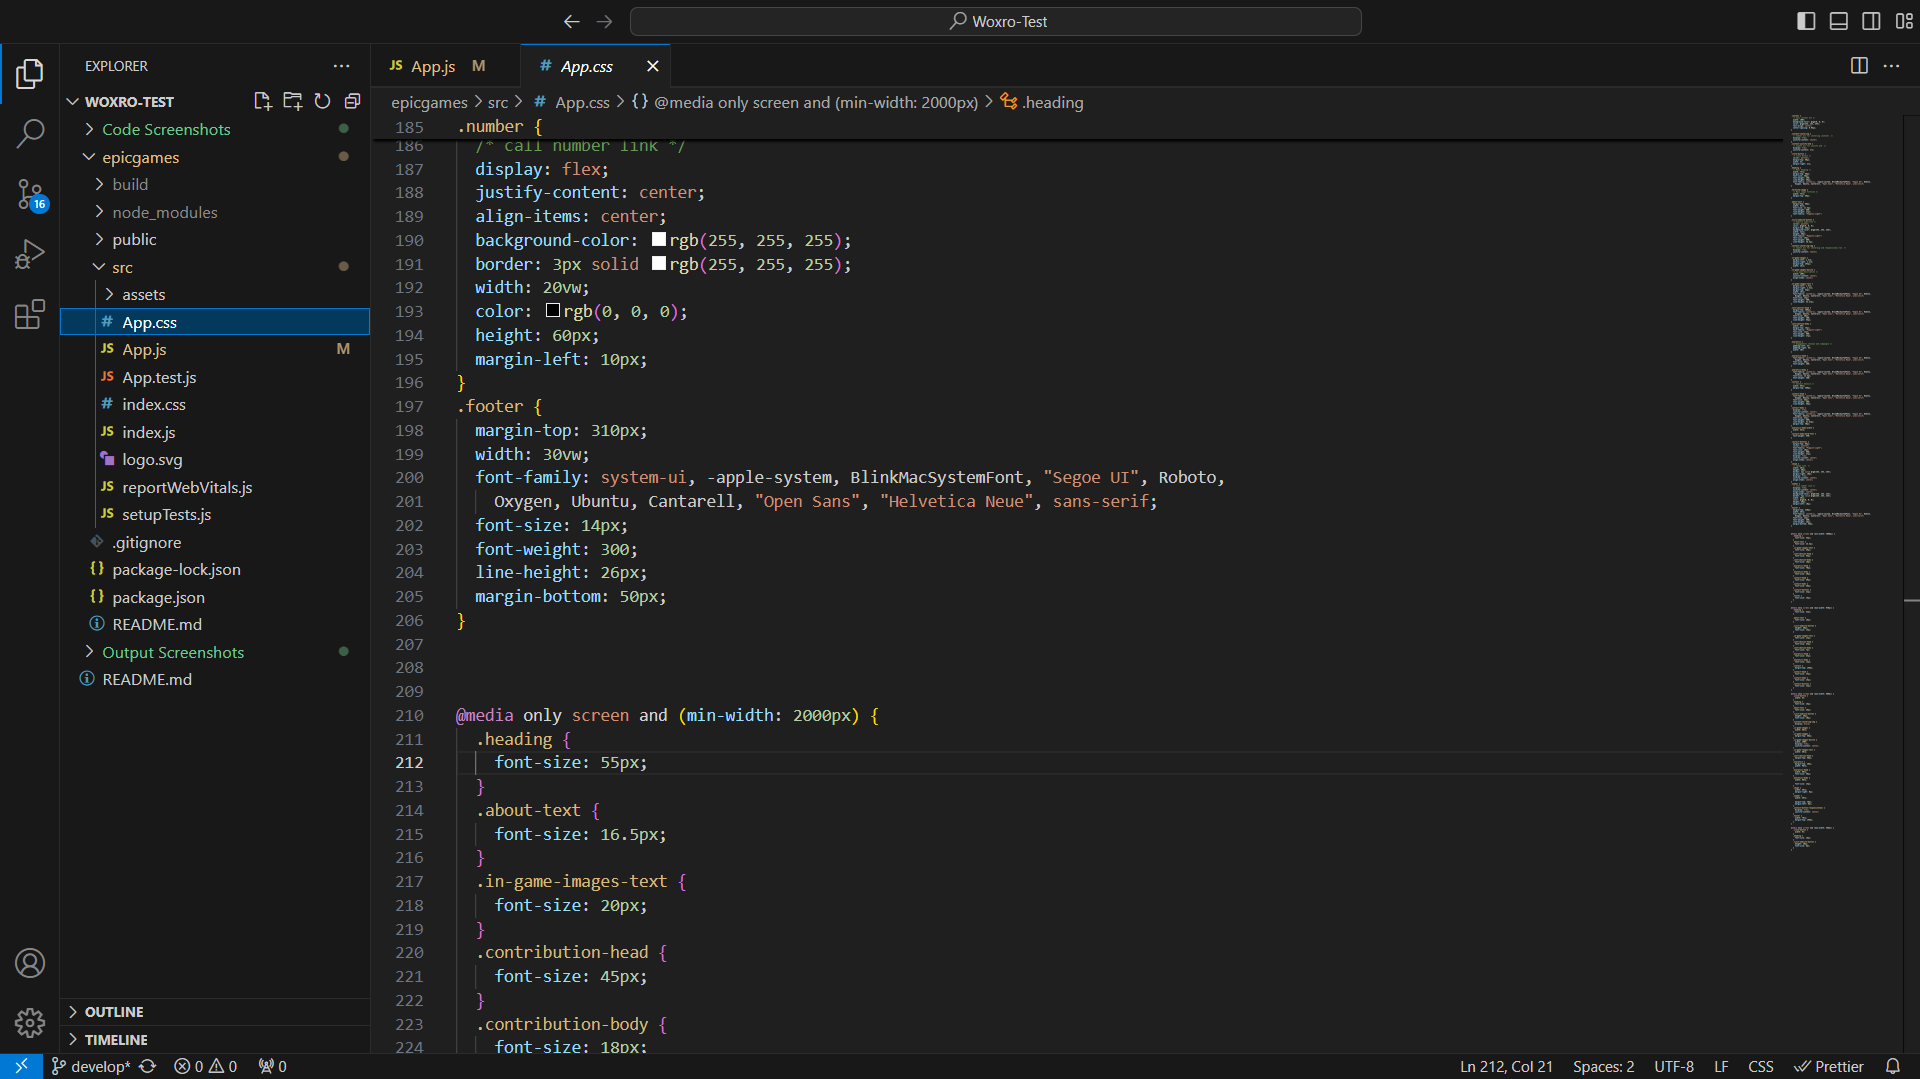 Woxro-Test
EXPLORER
WOXRO-TEST
Code Screenshots
epicgames
build
node_modules
public
src
assets
# App.css
JS App.js M
JS App.test.js
# index.css
JS index.js
logo.svg
JS reportWebVitals.js
JS setupTests.js
.gitignore
{} package-lock.json
{} package.json
README.md
Output Screenshots
README.md
OUTLINE
TIMELINE
16
JS App.js M
# App.css
epicgames > src > # App.css > {} @media only screen and (min-width: 2000px) > .heading
185 .number {
186 /* call number link */
187 display: flex;
188 justify-content: center;
189 align-items: center;
190 background-color: rgb(255, 255, 255);
191 border: 3px solid rgb(255, 255, 255);
192 width: 20vw;
193 color: rgb(0, 0, 0);
194 height: 60px;
195 margin-left: 10px;
196 }
197 .footer {
198 margin-top: 310px;
199 width: 30vw;
200 font-family: system-ui, -apple-system, BlinkMacSystemFont, "Segoe UI", Roboto,
201 Oxygen, Ubuntu, Cantarell, "Open Sans", "Helvetica Neue", sans-serif;
202 font-size: 14px;
203 font-weight: 300;
204 line-height: 26px;
205 margin-bottom: 50px;
206 }
207
208
209
210 @media only screen and (min-width: 2000px) {
211 .heading {
212 font-size: 55px;
213 }
214 .about-text {
215 font-size: 16.5px;
216 }
217 .in-game-images-text {
218 font-size: 20px;
219 }
220 .contribution-head {
221 font-size: 45px;
222 }
223 .contribution-body {
224 font-size: 18px;
develop* 0 0 0
Ln 212, Col 21 Spaces: 2 UTF-8 LF CSS Prettier